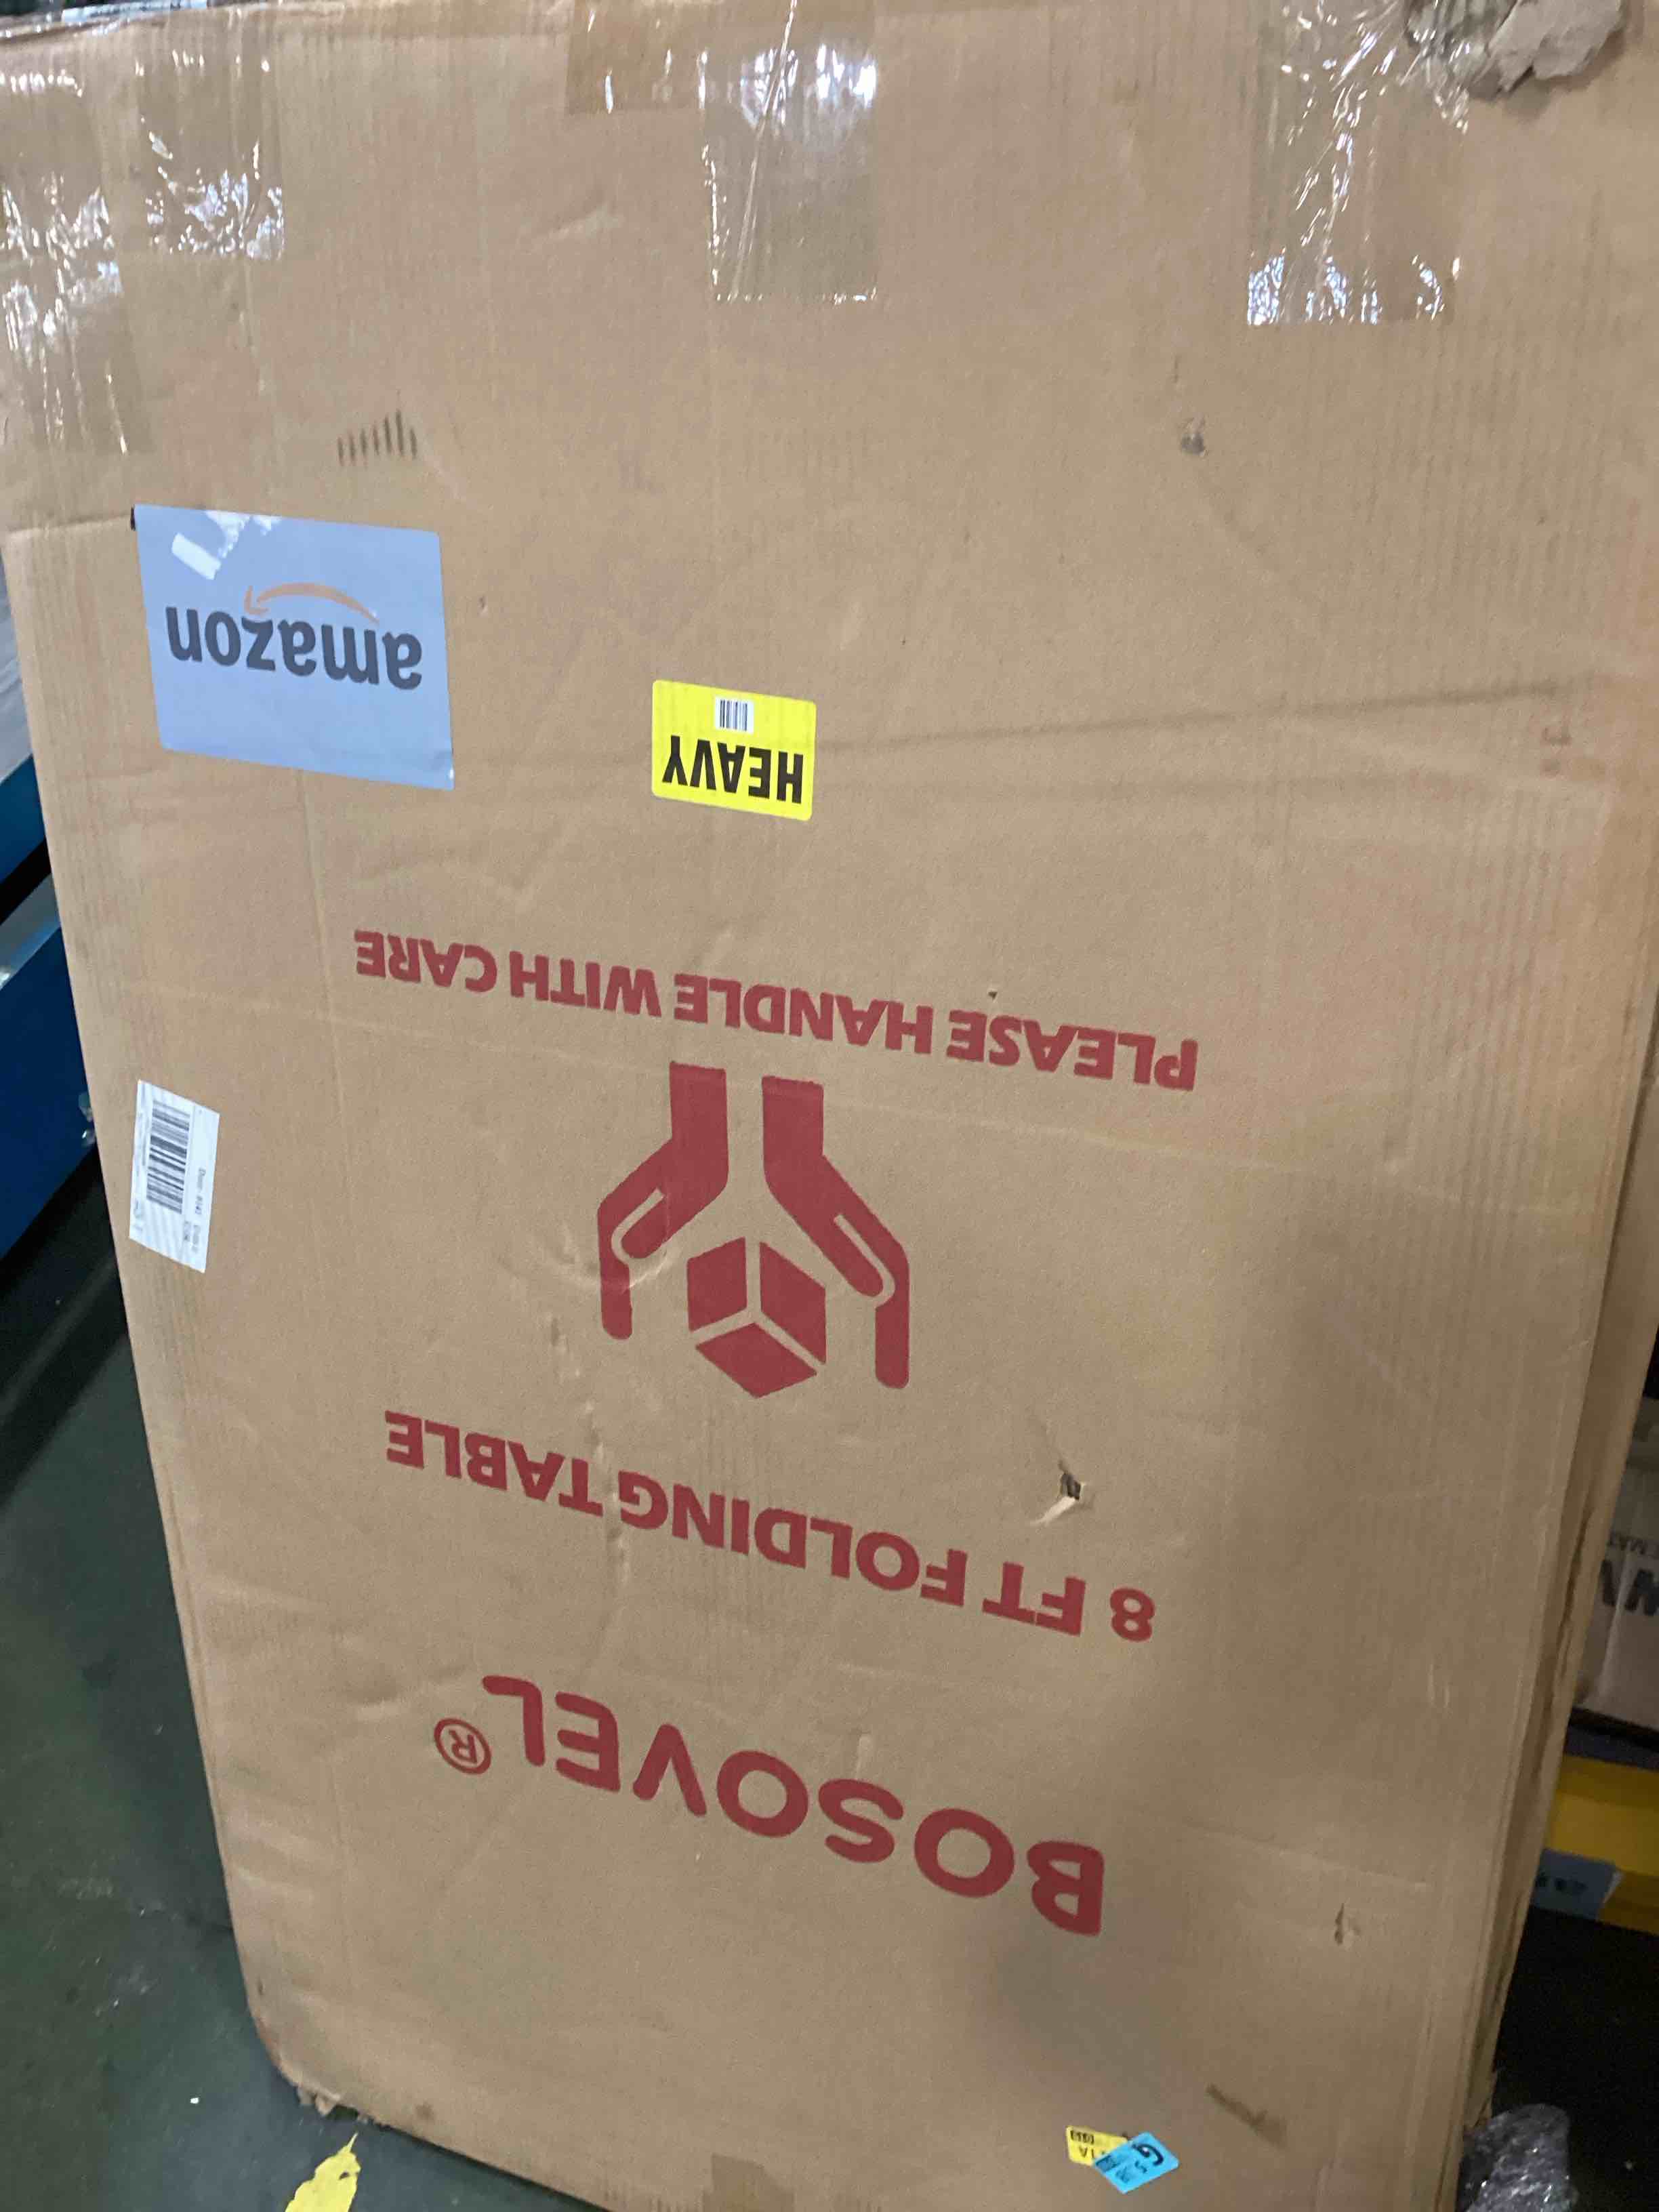 BOSOVEL®
8 FT FOLDING TABLE
PLEASE HANDLE WITH CARE
HEAVY
amazon
G